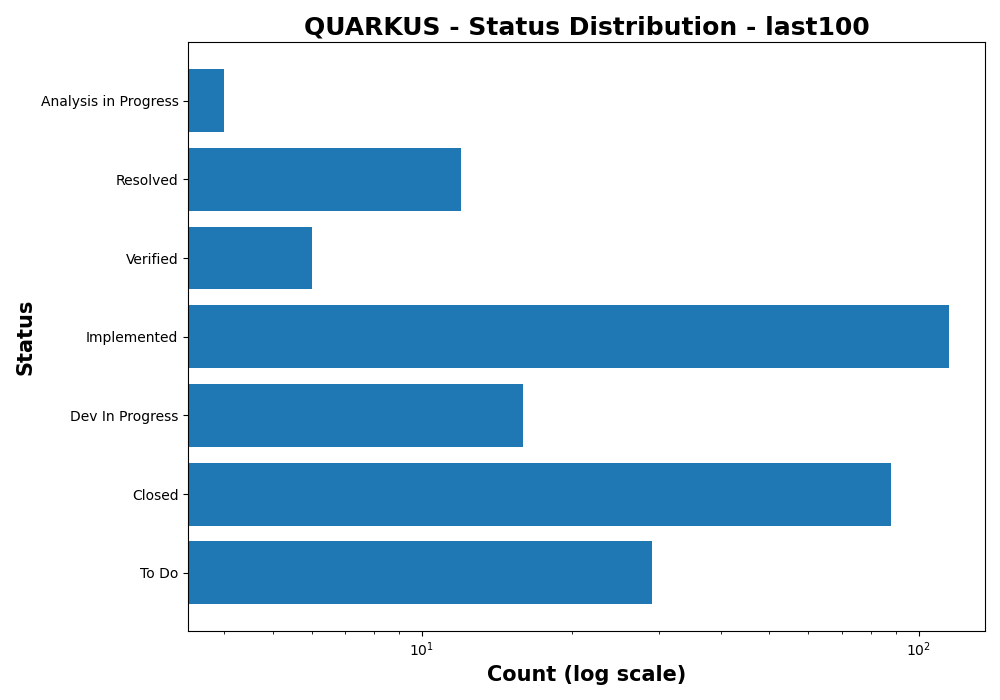 QUARKUS - Status Distribution - last100
Analysis in Progress
Resolved
Verified
Implemented
Dev In Progress
Closed
To Do
Status
10¹
10²
Count (log scale)